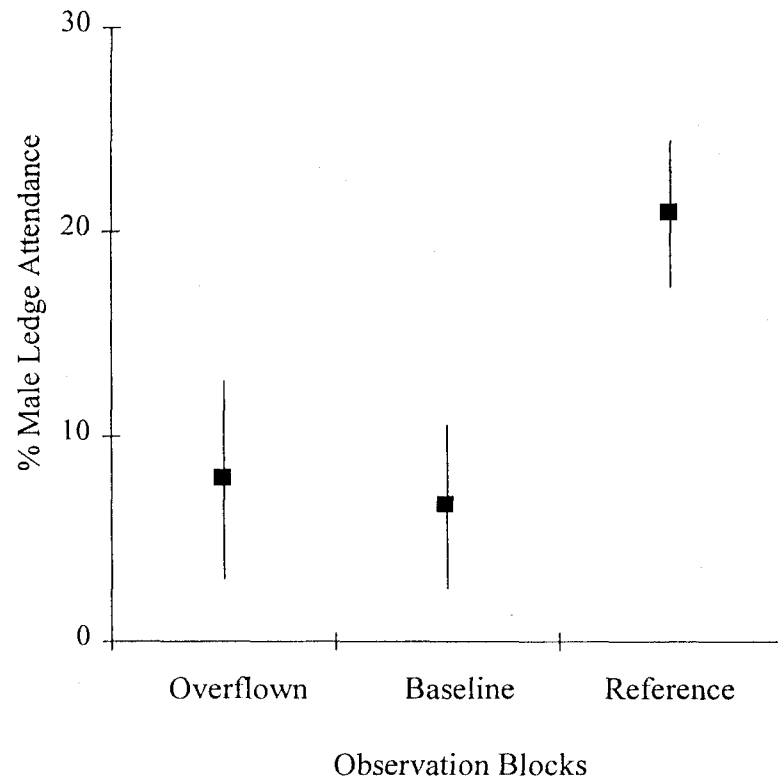 % Male Ledge Attendance
30
20
10
0
Overflown Baseline Reference
Observation Blocks